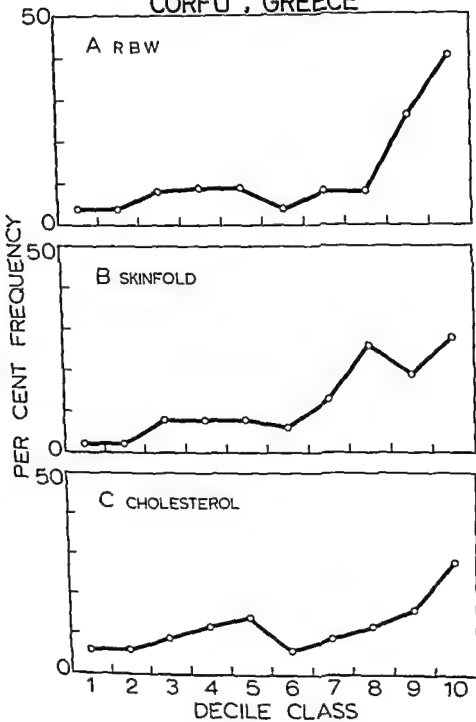 CORFU, GREECE
50
A RBW
0
50
B SKINFOLD
0
50
C CHOLESTEROL
0
PER CENT FREQUENCY
1 2 3 4 5 6 7 8 9 10
DECILE CLASS